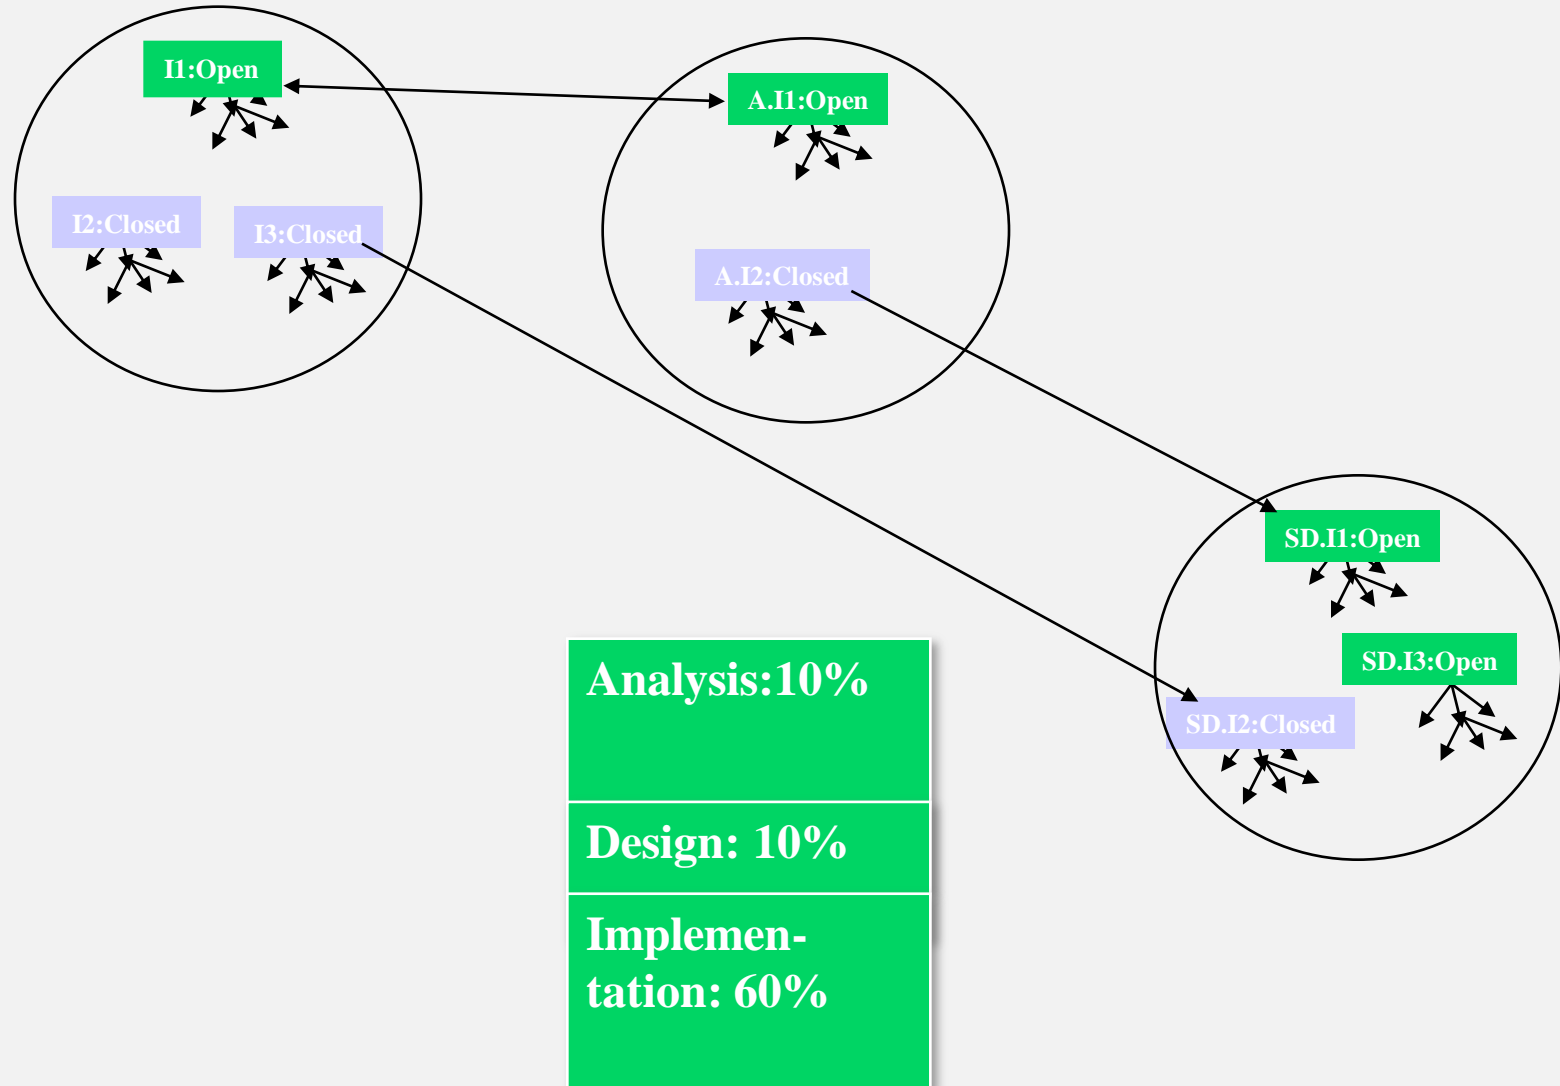 I1:Open
A.I1:Open
I2:Closed
I3:Closed
A.I2:Closed
SD.I1:Open
SD.I3:Open
SD.I2:Closed
Analysis:10%
Design: 10%
Implemen-
tation: 60%